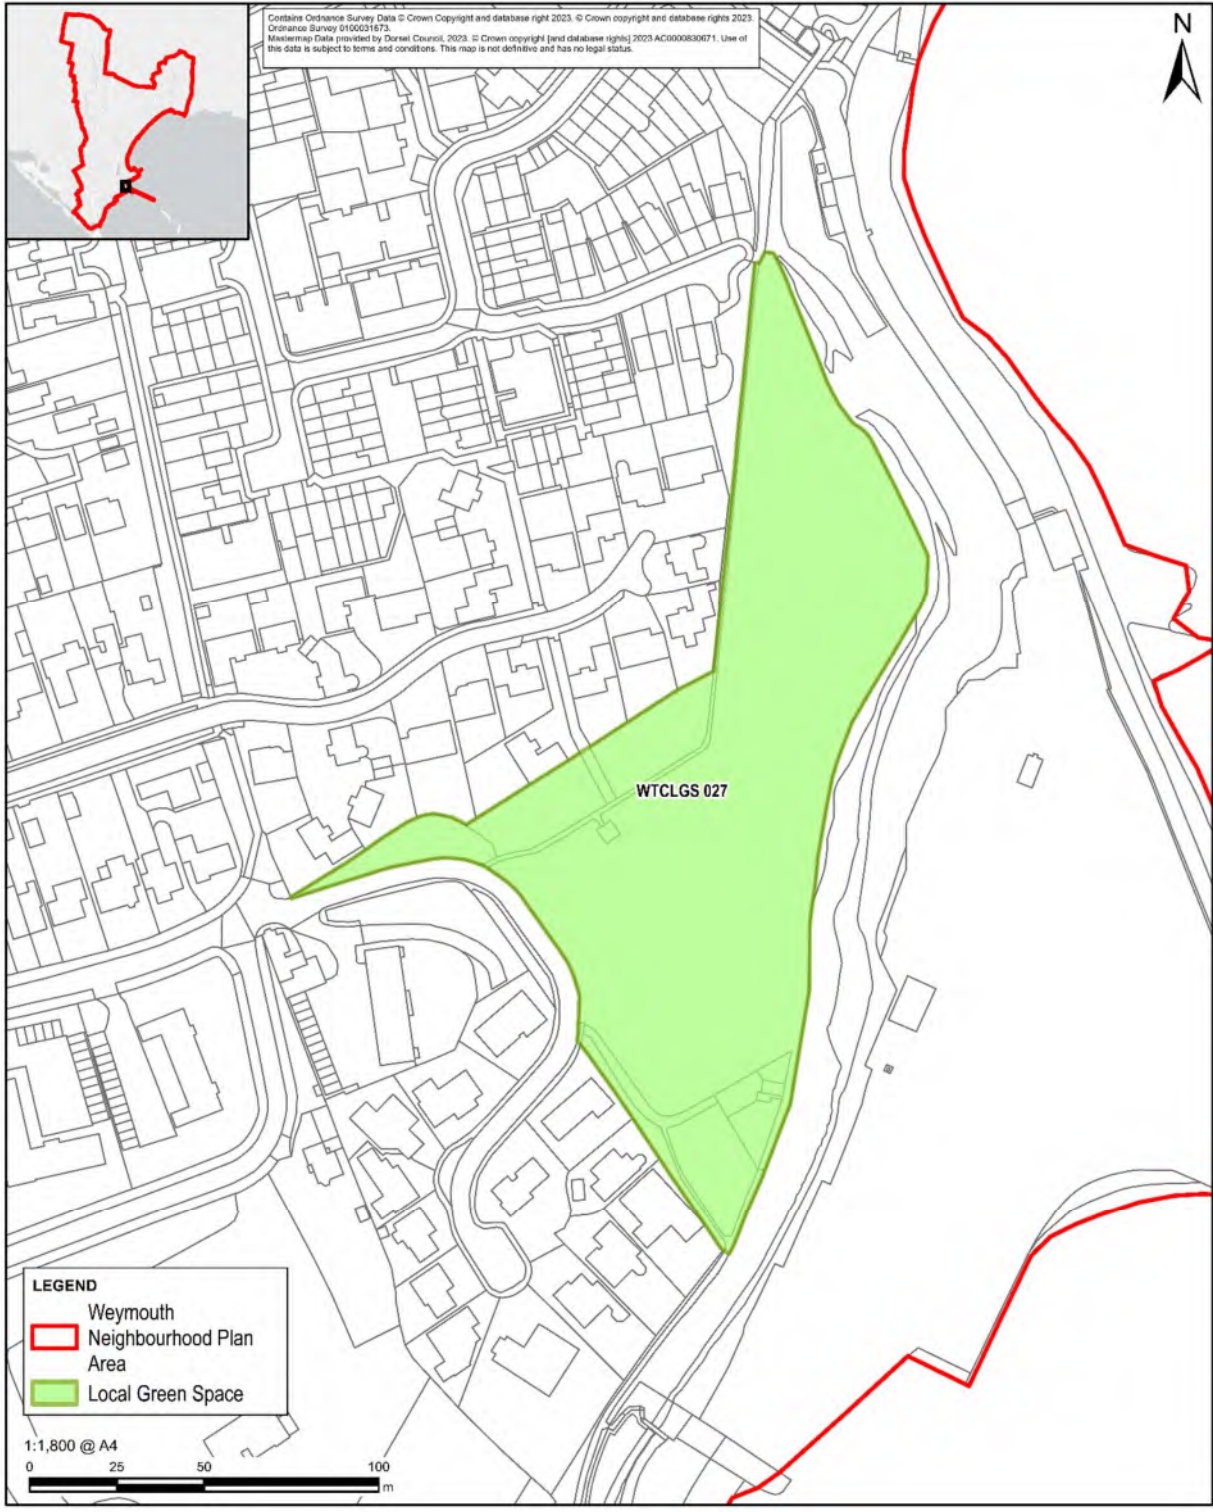 Contains Ordnance Survey Data © Crown Copyright and database right 2023. © Crown copyright and database rights 2023.
Ordnance Survey 0100031673.
Mastermap Data provided by Dorset Council, 2023. © Crown copyright [and database rights] 2023 AC0000830671. Use of
this data is subject to terms and conditions. This map is not definitive and has no legal status.
N
WTCLGS 027
LEGEND
Weymouth
Neighbourhood Plan
Area
Local Green Space
1:1,800 @ A4
0 25 50 100
m